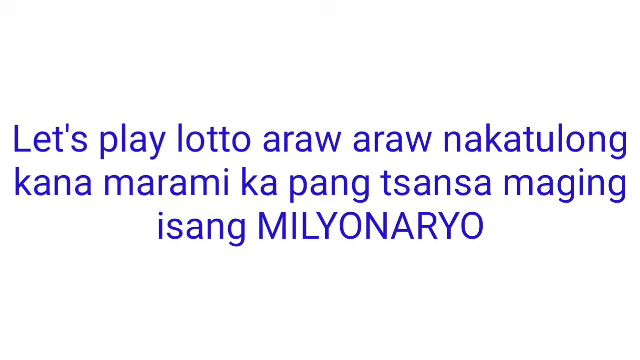 Let's play lotto araw araw nakatulong
kana marami ka pang tsansa maging
isang MILYONARYO